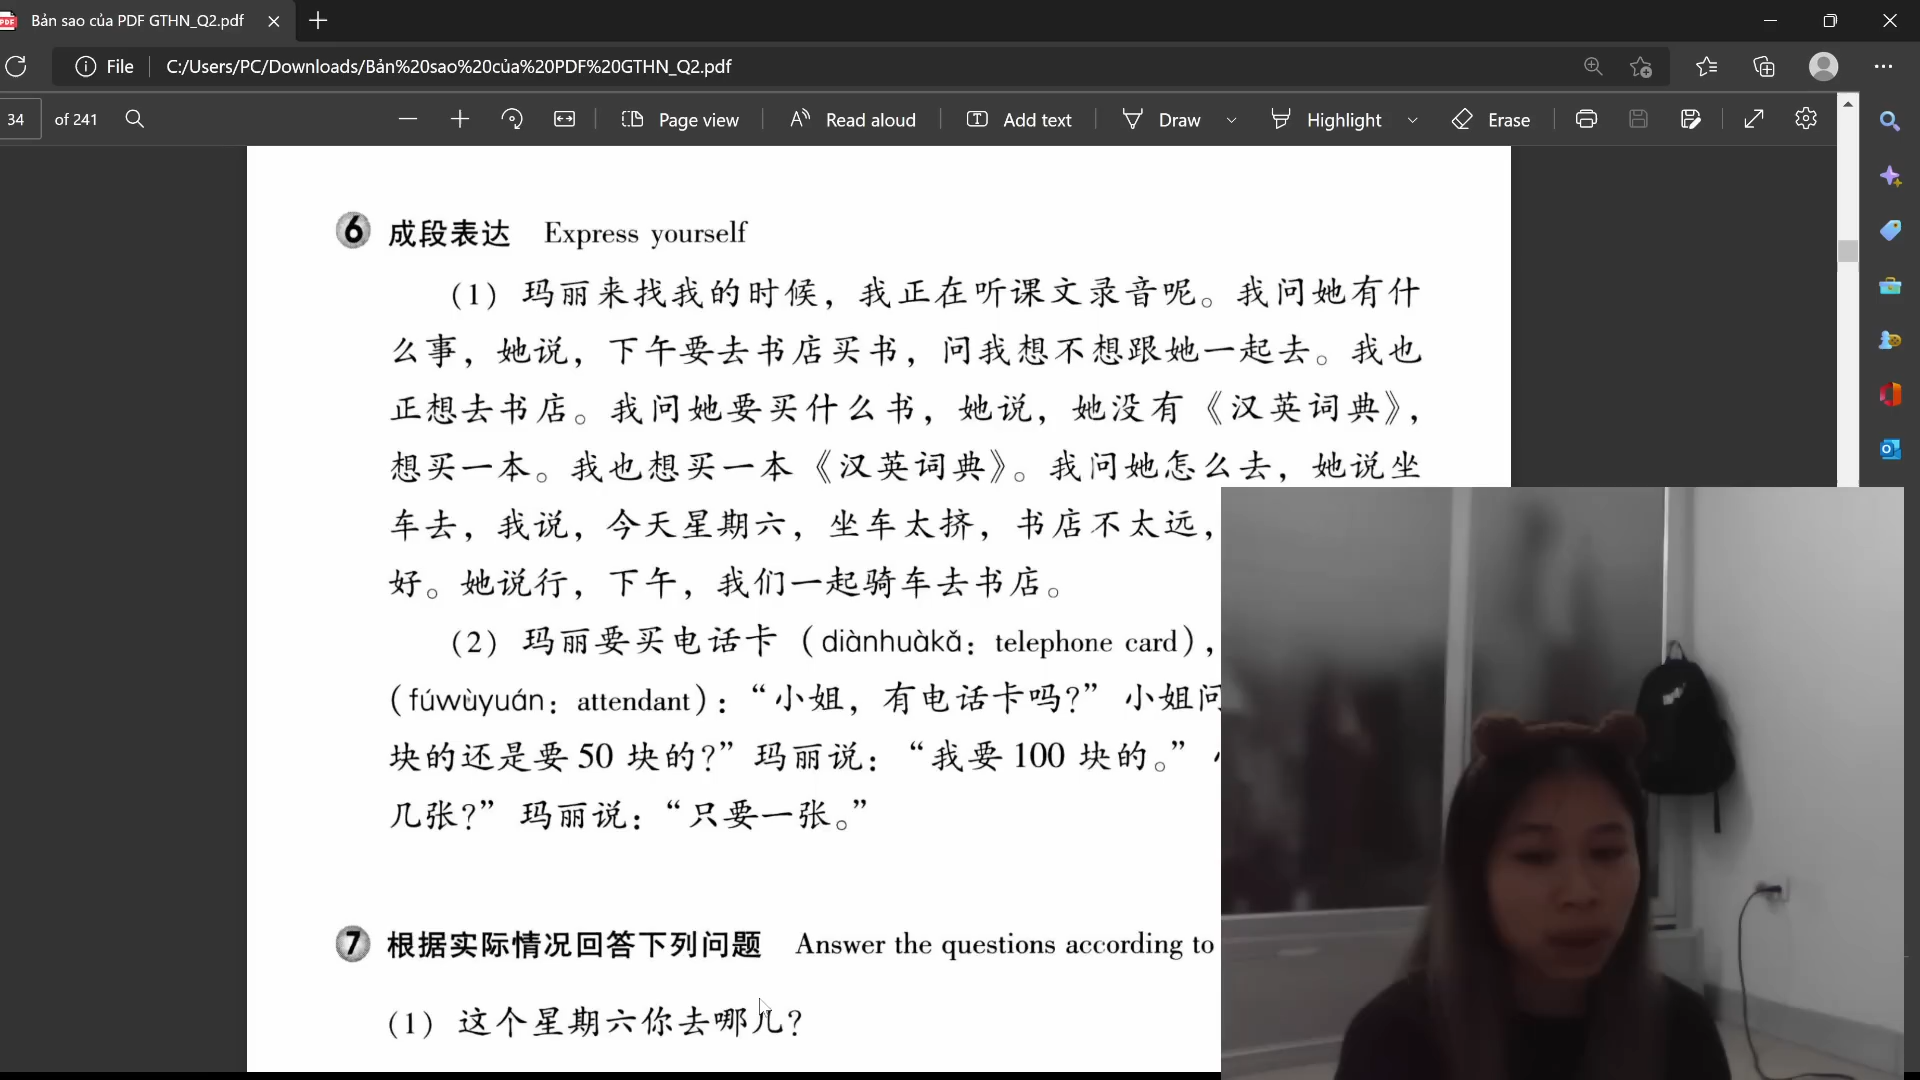 Bản sao của PDF GTHN_Q2.pdf
File C:/Users/PC/Downloads/Bản%20sao%20của%20PDF%20GTHN_Q2.pdf
34 of 241 Page view Read aloud Add text Draw Highlight Erase
6 成段表达 Express yourself
(1) 玛丽来找我的时候，我正在听课文录音呢。我问她有什
么事，她说，下午要去书店买书，问我想不想跟她一起去。我也
正想去书店。我问她要买什么书，她说，她没有《汉英词典》，
想买一本。我也想买一本《汉英词典》。我问她怎么去，她说坐
车去，我说，今天星期六，坐车太挤，书店不太远，
好。她说行，下午，我们一起骑车去书店。
(2) 玛丽要买电话卡（diànhuàkǎ: telephone card），
(fúwùyuán: attendant)：“小姐，有电话卡吗？”小姐问
块的还是要 50 块的？”玛丽说：“我要 100 块的。”
几张？”玛丽说：“只要一张。”
7 根据实际情况回答下列问题 Answer the questions according to
(1) 这个星期六你去哪儿？